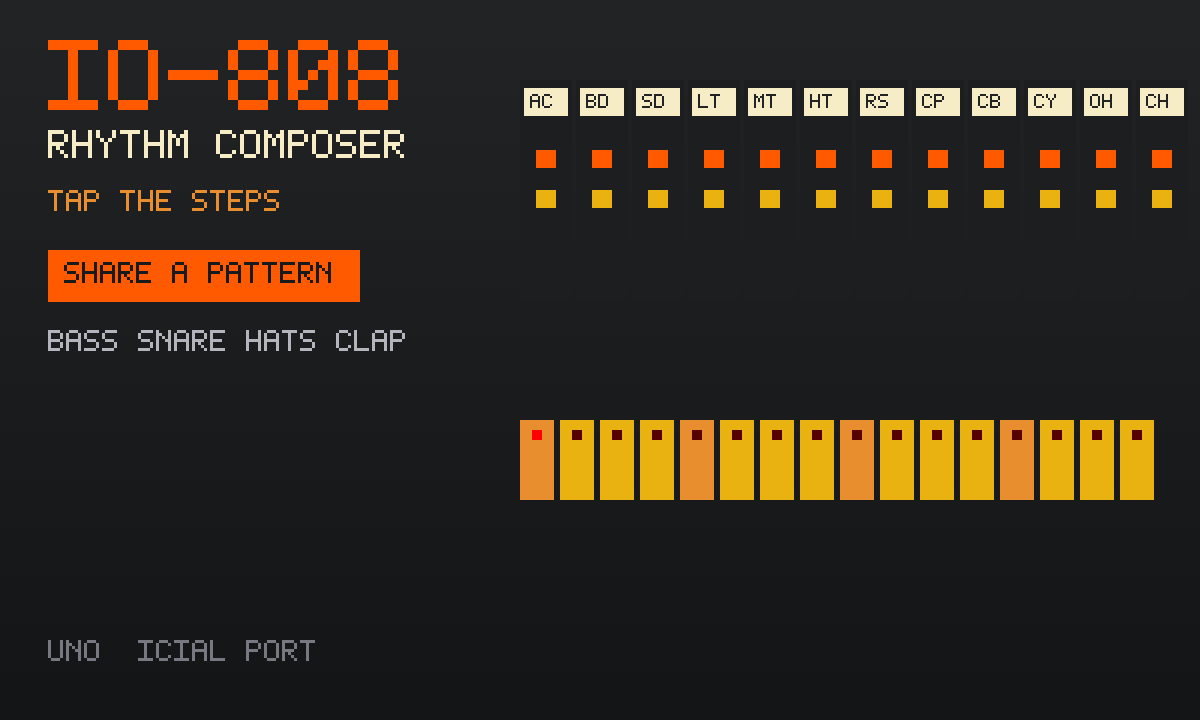 IO-808
RHYTHM COMPOSER
TAP THE STEPS
SHARE A PATTERN
BASS SNARE HATS CLAP
AC BD SD LT MT HT RS CP CB CY OH CH
UNO  ICIAL PORT